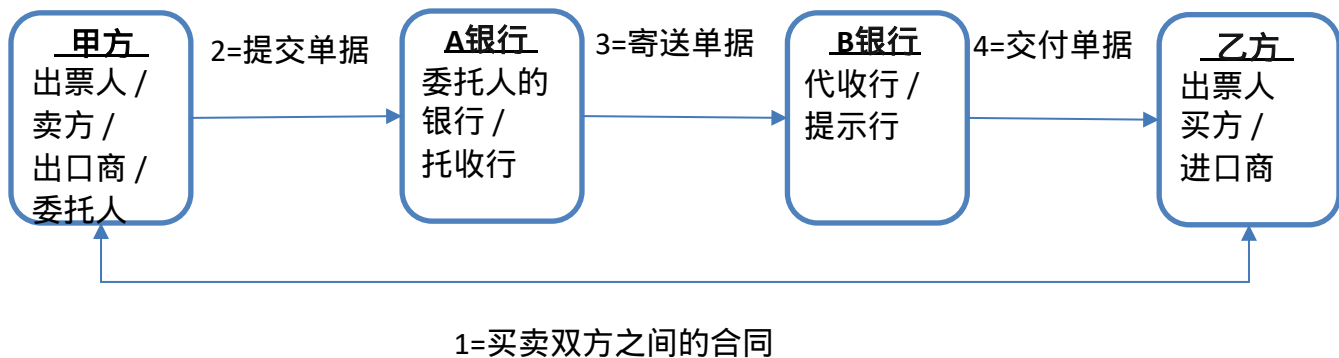 甲方
出票人 /
卖方 /
出口商 /
委托人
2=提交单据
A银行
委托人的
银行 /
托收行
3=寄送单据
B银行
代收行 /
提示行
4=交付单据
乙方
出票人
买方 /
进口商
1=买卖双方之间的合同